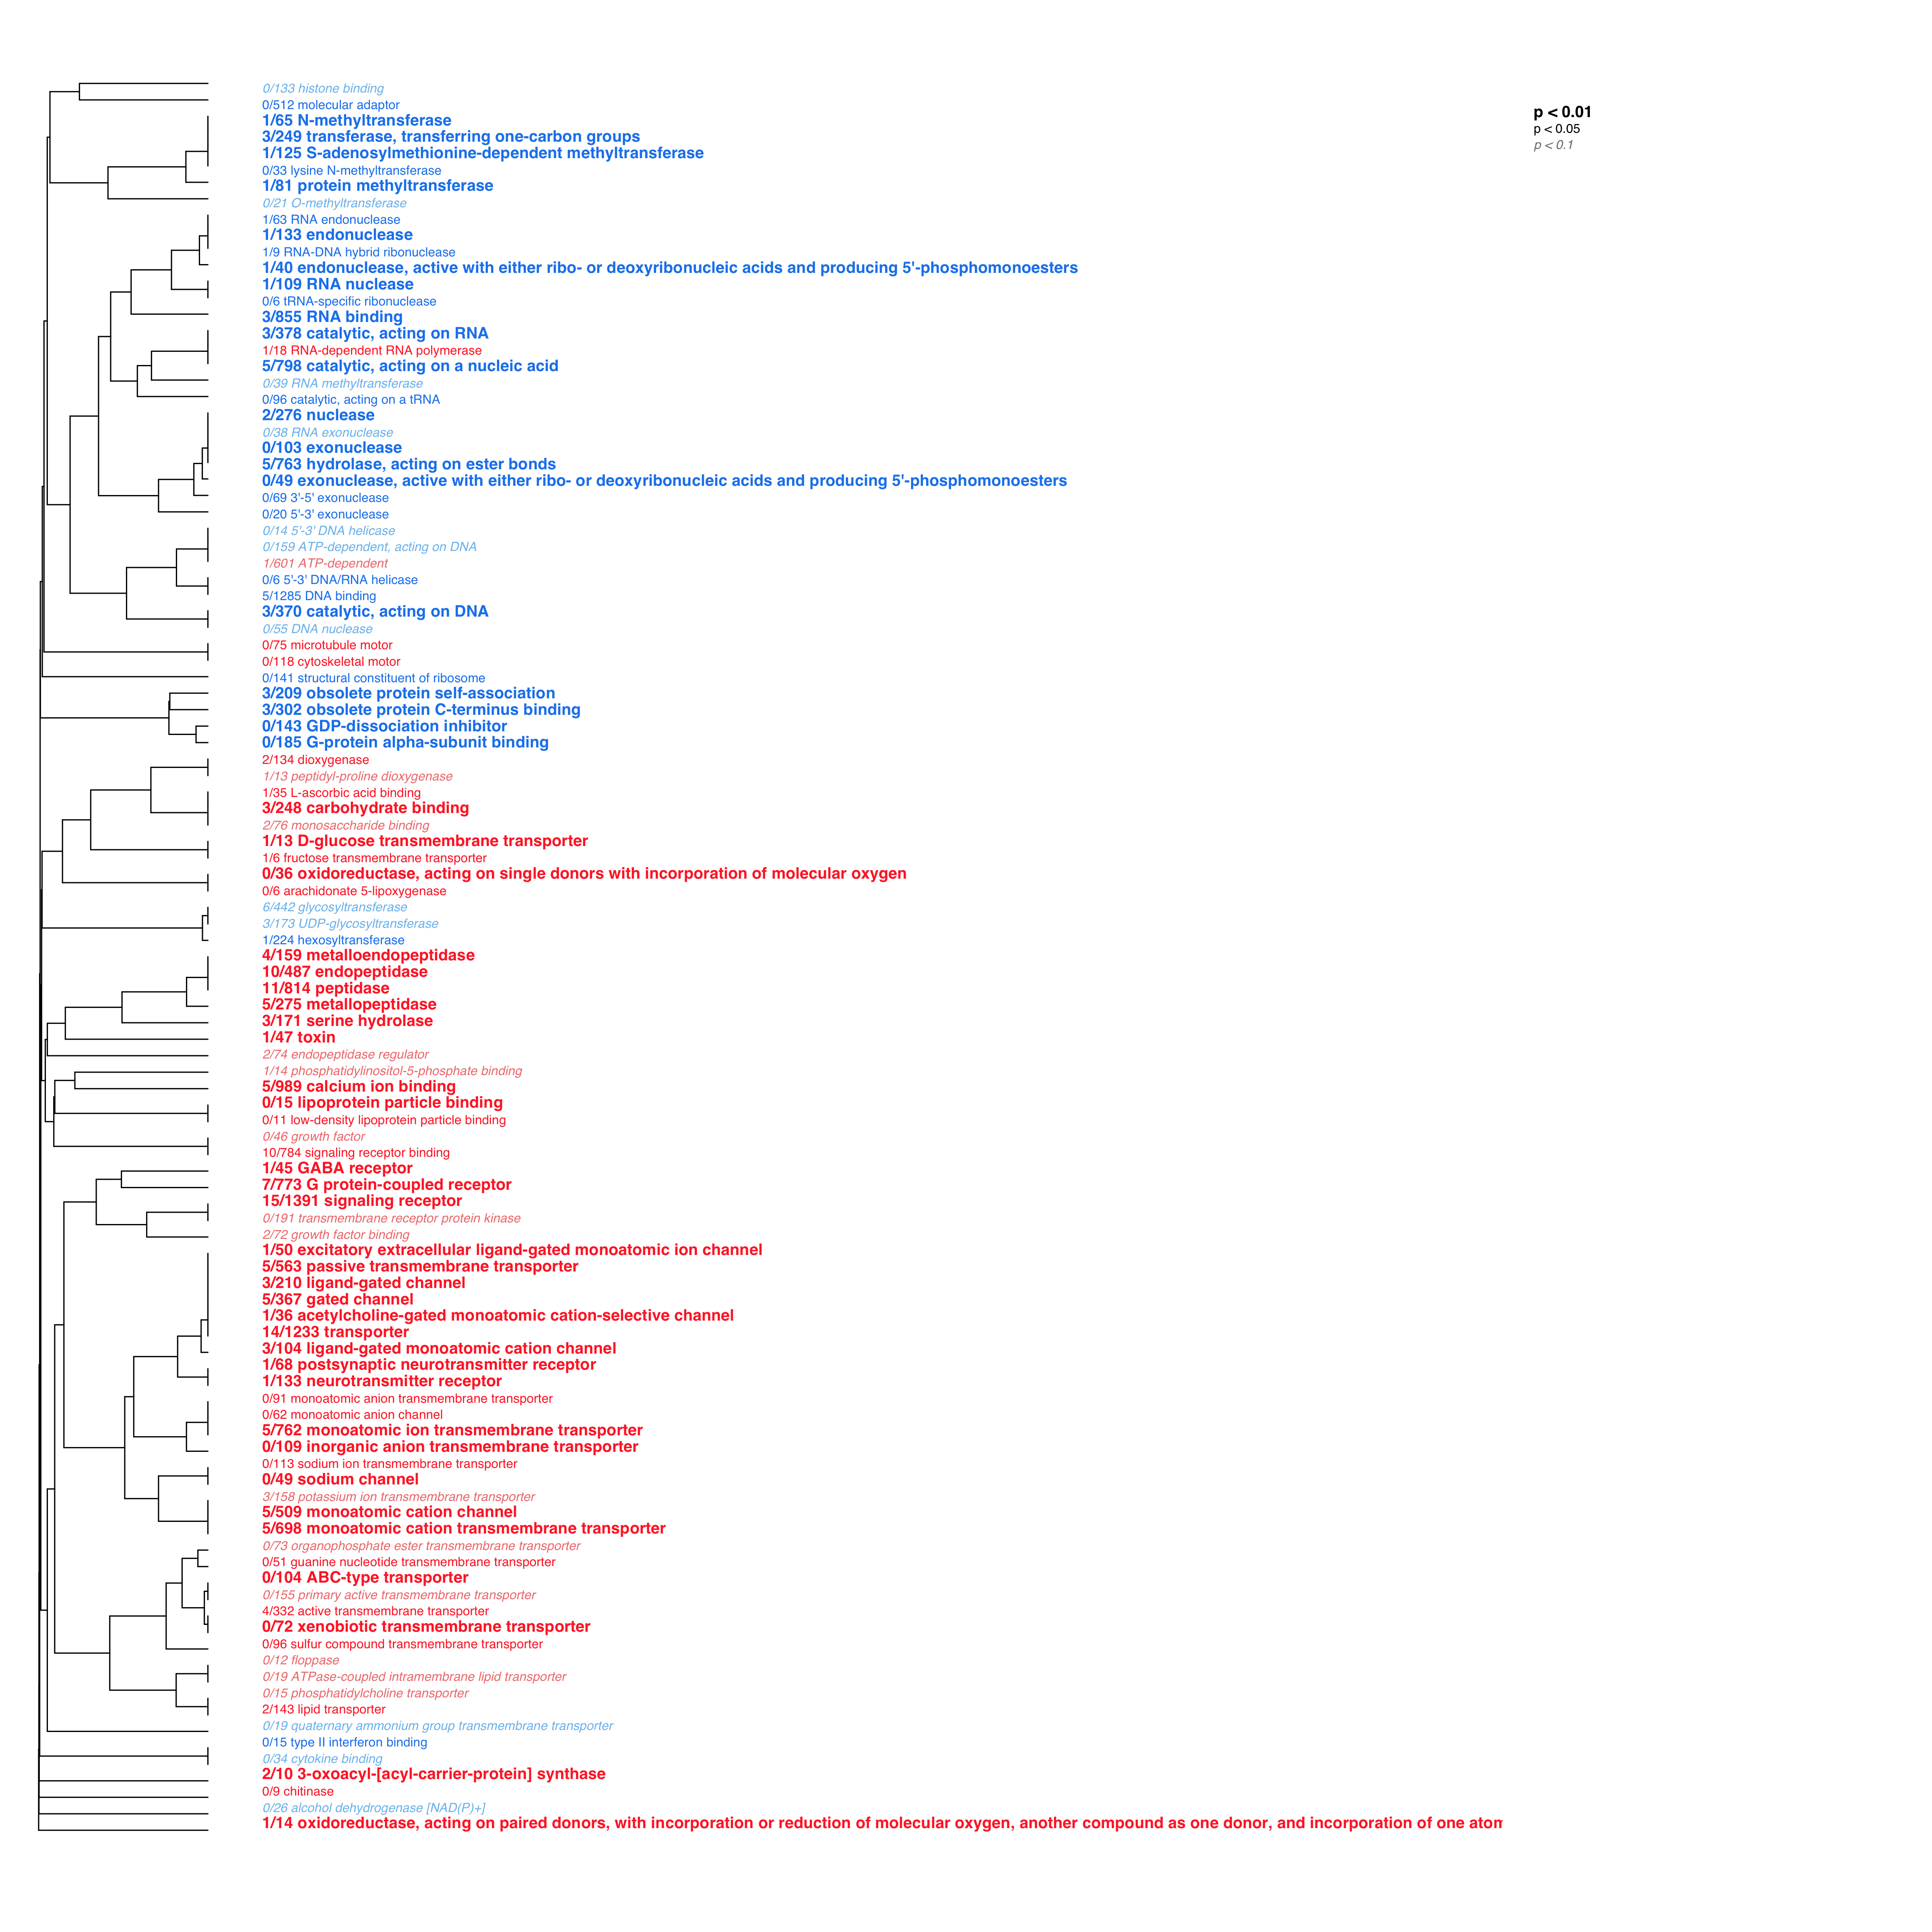 0/133 histone binding
0/512 molecular adaptor
1/65 N-methyltransferase
3/249 transferase, transferring one-carbon groups
1/125 S-adenosylmethionine-dependent methyltransferase
0/33 lysine N-methyltransferase
1/81 protein methyltransferase
0/21 O-methyltransferase
1/63 RNA endonuclease
1/133 endonuclease
1/9 RNA-DNA hybrid ribonuclease
1/40 endonuclease, active with either ribo- or deoxyribonucleic acids and producing 5'-phosphomonoesters
1/109 RNA nuclease
0/6 tRNA-specific ribonuclease
3/855 RNA binding
3/378 catalytic, acting on RNA
1/18 RNA-dependent RNA polymerase
5/798 catalytic, acting on a nucleic acid
0/39 RNA methyltransferase
0/96 catalytic, acting on a tRNA
2/276 nuclease
0/38 RNA exonuclease
0/103 exonuclease
5/763 hydrolase, acting on ester bonds
0/49 exonuclease, active with either ribo- or deoxyribonucleic acids and producing 5'-phosphomonoesters
0/69 3'-5' exonuclease
0/20 5'-3' exonuclease
0/14 5'-3' DNA helicase
0/159 ATP-dependent, acting on DNA
1/601 ATP-dependent
0/6 5'-3' DNA/RNA helicase
5/1285 DNA binding
3/370 catalytic, acting on DNA
0/55 DNA nuclease
0/75 microtubule motor
0/118 cytoskeletal motor
0/141 structural constituent of ribosome
3/209 obsolete protein self-association
3/302 obsolete protein C-terminus binding
0/143 GDP-dissociation inhibitor
0/185 G-protein alpha-subunit binding
2/134 dioxygenase
1/13 peptidyl-proline dioxygenase
1/35 L-ascorbic acid binding
3/248 carbohydrate binding
2/76 monosaccharide binding
1/13 D-glucose transmembrane transporter
1/6 fructose transmembrane transporter
0/36 oxidoreductase, acting on single donors with incorporation of molecular oxygen
0/6 arachidonate 5-lipoxygenase
6/442 glycosyltransferase
3/173 UDP-glycosyltransferase
1/224 hexosyltransferase
4/159 metalloendopeptidase
10/487 endopeptidase
11/814 peptidase
5/275 metallopeptidase
3/171 serine hydrolase
1/47 toxin
2/74 endopeptidase regulator
1/14 phosphatidylinositol-5-phosphate binding
5/989 calcium ion binding
0/15 lipoprotein particle binding
0/11 low-density lipoprotein particle binding
0/46 growth factor
10/784 signaling receptor binding
1/45 GABA receptor
7/773 G protein-coupled receptor
15/1391 signaling receptor
0/191 transmembrane receptor protein kinase
2/72 growth factor binding
1/50 excitatory extracellular ligand-gated monoatomic ion channel
5/563 passive transmembrane transporter
3/210 ligand-gated channel
5/367 gated channel
1/36 acetylcholine-gated monoatomic cation-selective channel
14/1233 transporter
3/104 ligand-gated monoatomic cation channel
1/68 postsynaptic neurotransmitter receptor
1/133 neurotransmitter receptor
0/91 monoatomic anion transmembrane transporter
0/62 monoatomic anion channel
5/762 monoatomic ion transmembrane transporter
0/109 inorganic anion transmembrane transporter
0/113 sodium ion transmembrane transporter
0/49 sodium channel
3/158 potassium ion transmembrane transporter
5/509 monoatomic cation channel
5/698 monoatomic cation transmembrane transporter
0/73 organophosphate ester transmembrane transporter
0/51 guanine nucleotide transmembrane transporter
0/104 ABC-type transporter
0/155 primary active transmembrane transporter
4/332 active transmembrane transporter
0/72 xenobiotic transmembrane transporter
0/96 sulfur compound transmembrane transporter
0/12 floppase
0/19 ATPase-coupled intramembrane lipid transporter
0/15 phosphatidylcholine transporter
2/143 lipid transporter
0/19 quaternary ammonium group transmembrane transporter
0/15 type II interferon binding
0/34 cytokine binding
2/10 3-oxoacyl-[acyl-carrier-protein] synthase
0/9 chitinase
0/26 alcohol dehydrogenase [NAD(P)+]
1/14 oxidoreductase, acting on paired donors, with incorporation or reduction of molecular oxygen, another compound as one donor, and incorporation of one
p < 0.01
p < 0.05
p < 0.1